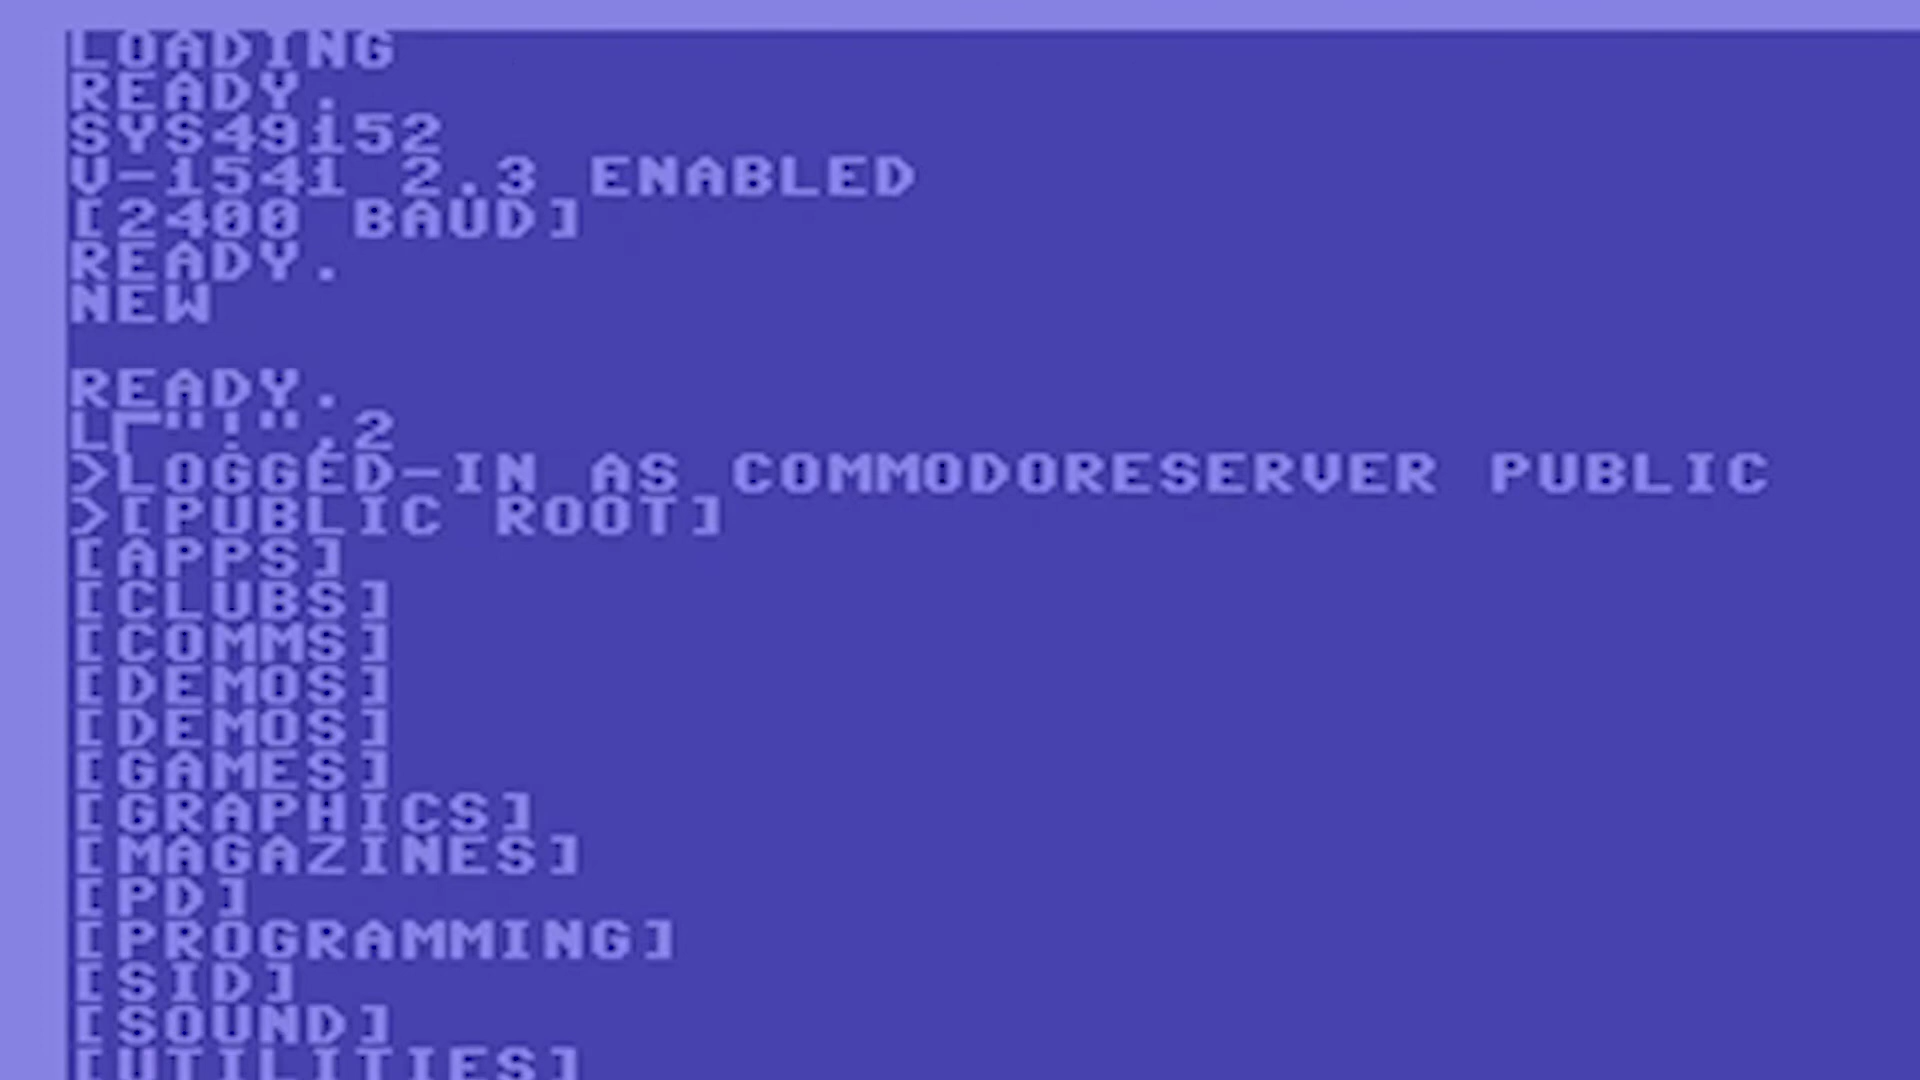 LOADING
READY.
SYS49152
V-1541 2.3 ENABLED
[2400 BAUD]
READY.
NEW
READY.
L┌"!",2
>LOGGED-IN AS COMMODORESERVER PUBLIC
>[PUBLIC ROOT]
[APPS]
[CLUBS]
[COMMS]
[DEMOS]
[DEMOS]
[GAMES]
[GRAPHICS]
[MAGAZINES]
[PD]
[PROGRAMMING]
[SID]
[SOUND]
[UTILITIES]